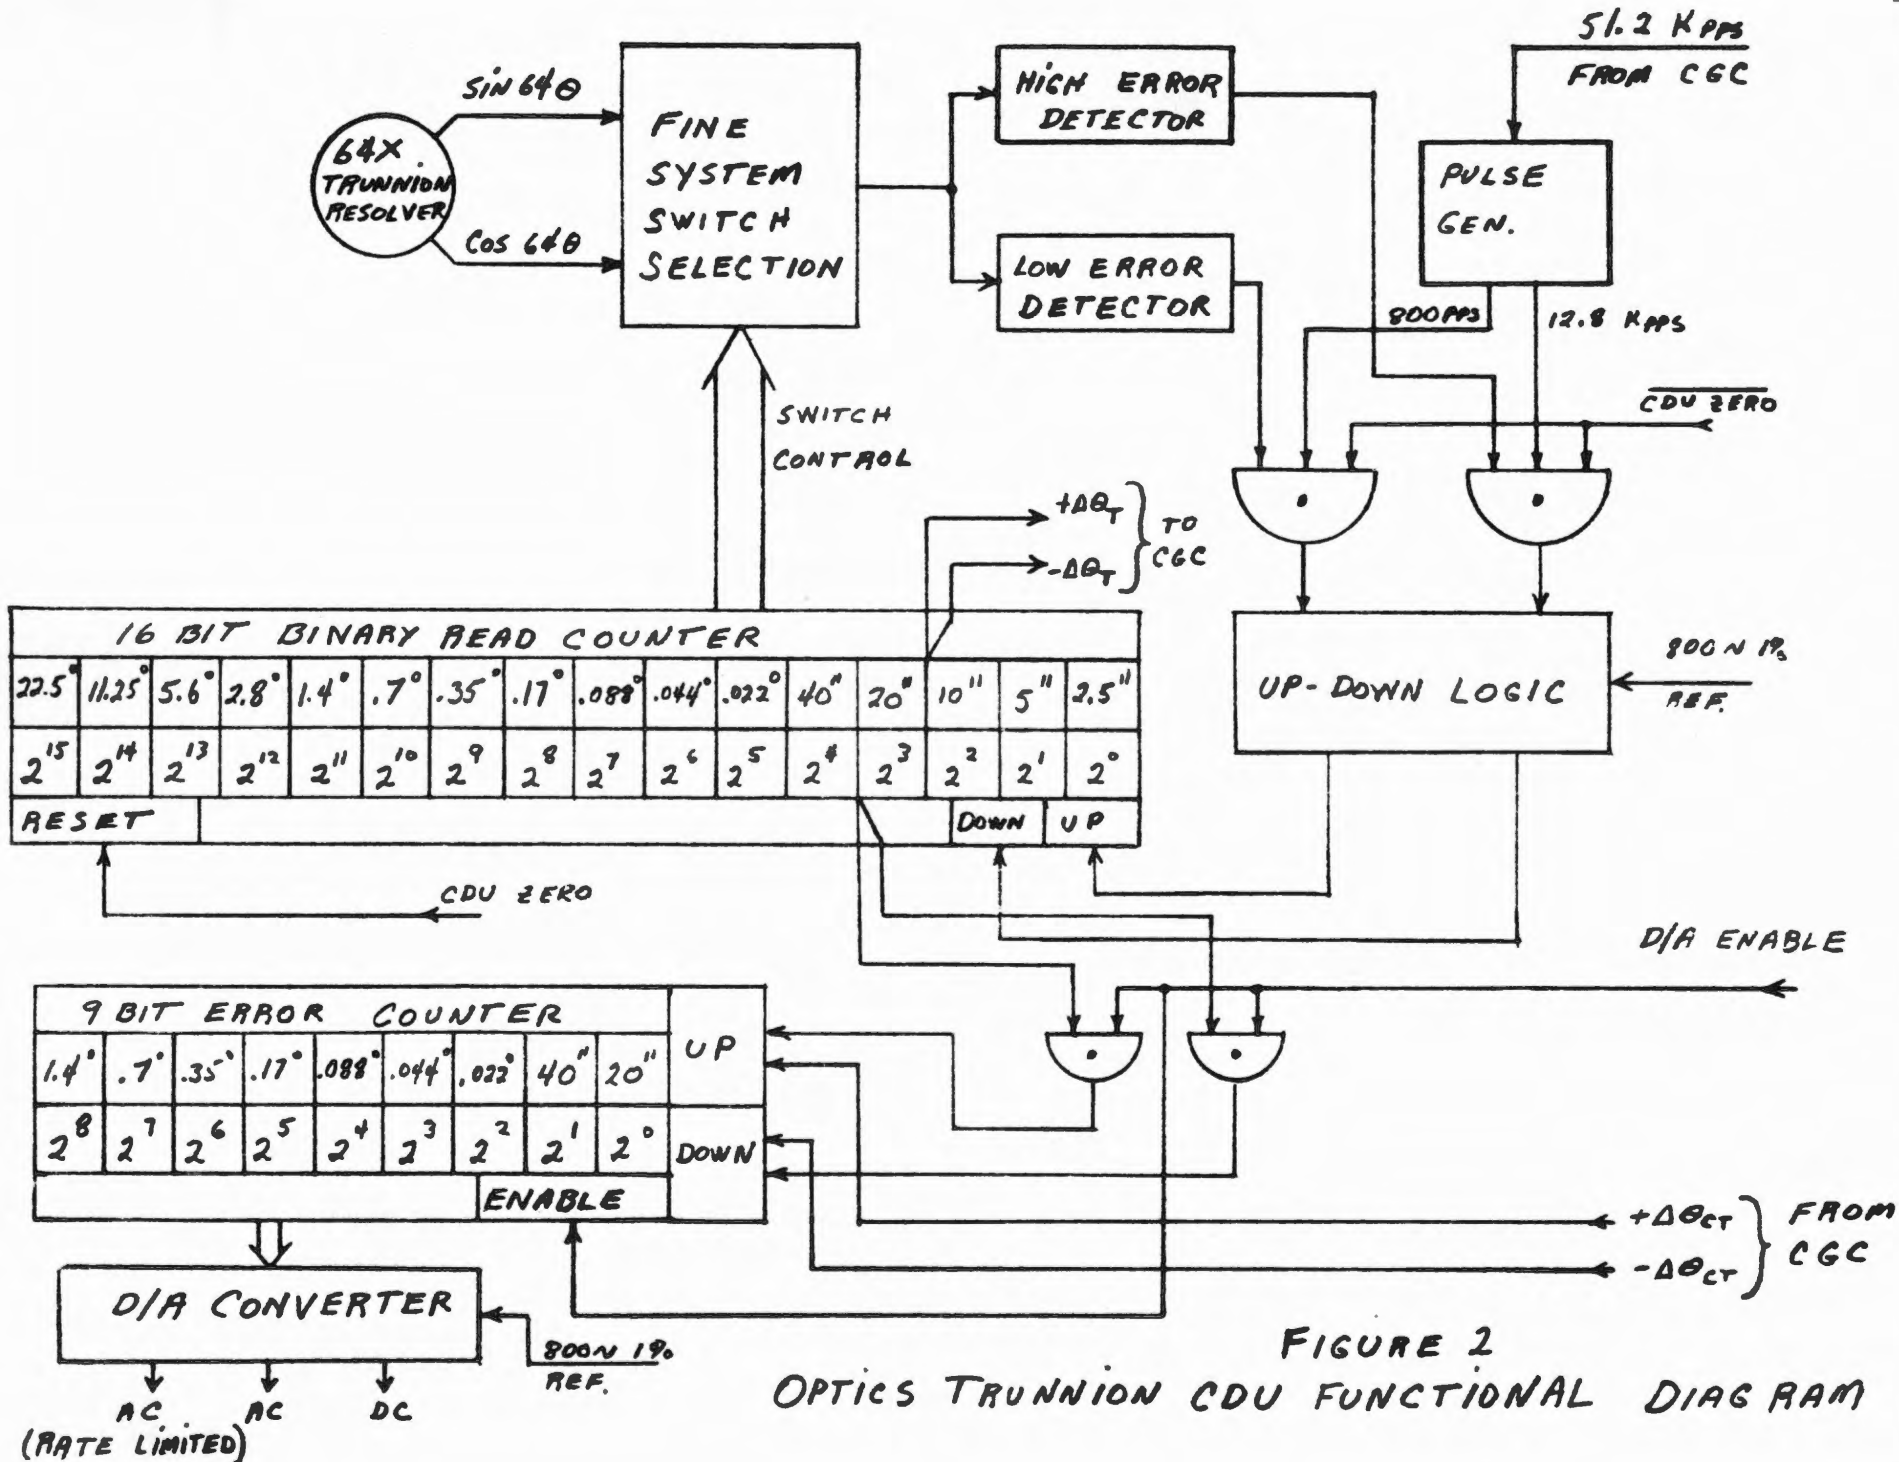 51.2 KPPS
FROM CGC
SIN 64θ
64X
TRUNNION
RESOLVER
COS 64θ
FINE
SYSTEM
SWITCH
SELECTION
HIGH ERROR
DETECTOR
LOW ERROR
DETECTOR
PULSE
GEN.
800 PPS
12.8 KPPS
CDU ZERO
SWITCH
CONTROL
+Δθ_T
-Δθ_T
TO
CGC
16 BIT BINARY READ COUNTER
22.5° 11.25° 5.6° 2.8° 1.4° .7° .35° .17° .088° .044° .022° 40" 20" 10" 5" 2.5"
2^15 2^14 2^13 2^12 2^11 2^10 2^9 2^8 2^7 2^6 2^5 2^4 2^3 2^2 2^1 2^0
RESET DOWN UP
CDU ZERO
UP-DOWN LOGIC
800~ 1%
REF.
D/A ENABLE
9 BIT ERROR COUNTER
1.4° .7° .35° .17° .088° .044° .022° 40" 20"
2^8 2^7 2^6 2^5 2^4 2^3 2^2 2^1 2^0
UP
DOWN
ENABLE
+Δθ_CT
-Δθ_CT
FROM
CGC
D/A CONVERTER
800~ 1%
REF.
AC AC DC
(RATE LIMITED)
FIGURE 2
OPTICS TRUNNION CDU FUNCTIONAL DIAGRAM